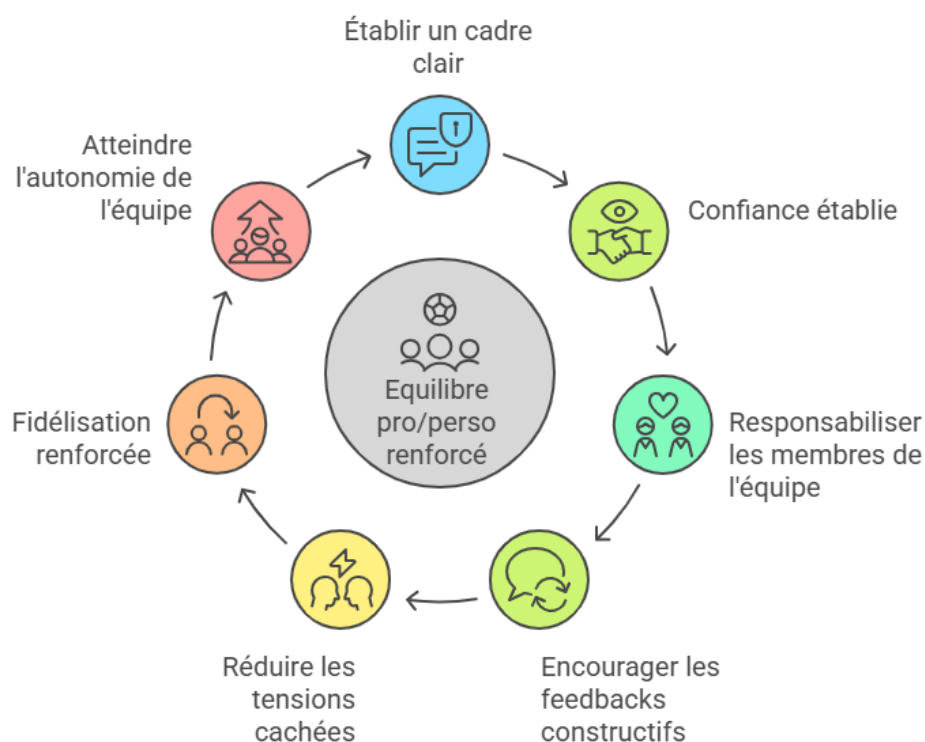 Établir un cadre
clair
Confiance établie
Responsabiliser
les membres de
l'équipe
Encourager les
feedbacks
constructifs
Réduire les
tensions
cachées
Fidélisation
renforcée
Atteindre
l'autonomie de
l'équipe
Equilibre
pro/perso
renforcé